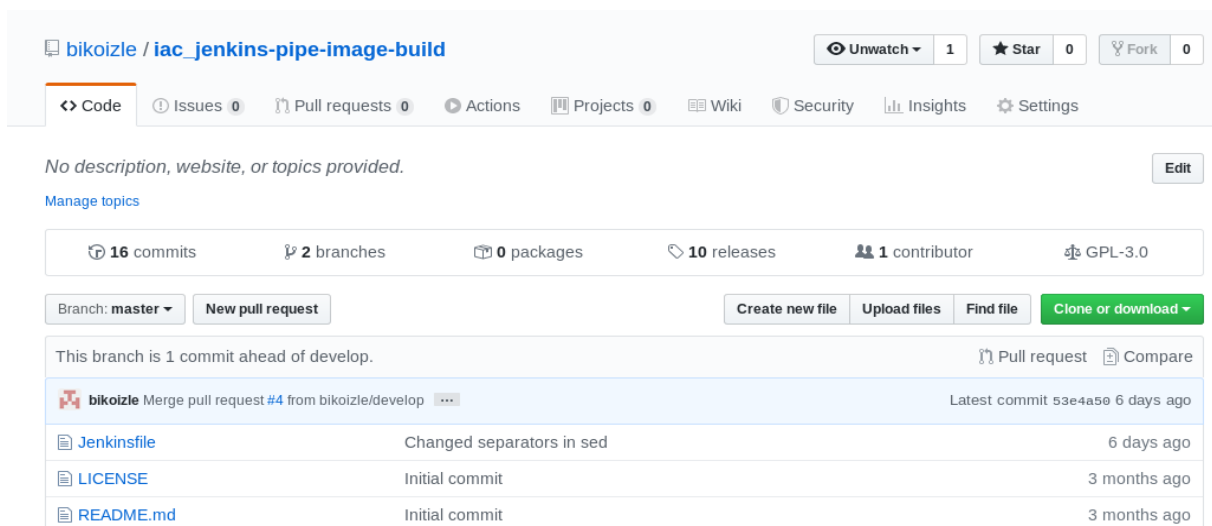 bikoizle / iac_jenkins-pipe-image-build Unwatch 1 Star 0 Fork 0
Code Issues 0 Pull requests 0 Actions Projects 0 Wiki Security Insights Settings
No description, website, or topics provided. Edit
Manage topics
16 commits 2 branches 0 packages 10 releases 1 contributor GPL-3.0
Branch: master New pull request Create new file Upload files Find file Clone or download
This branch is 1 commit ahead of develop. Pull request Compare
bikoizle Merge pull request #4 from bikoizle/develop ... Latest commit 53e4a50 6 days ago
Jenkinsfile Changed separators in sed 6 days ago
LICENSE Initial commit 3 months ago
README.md Initial commit 3 months ago